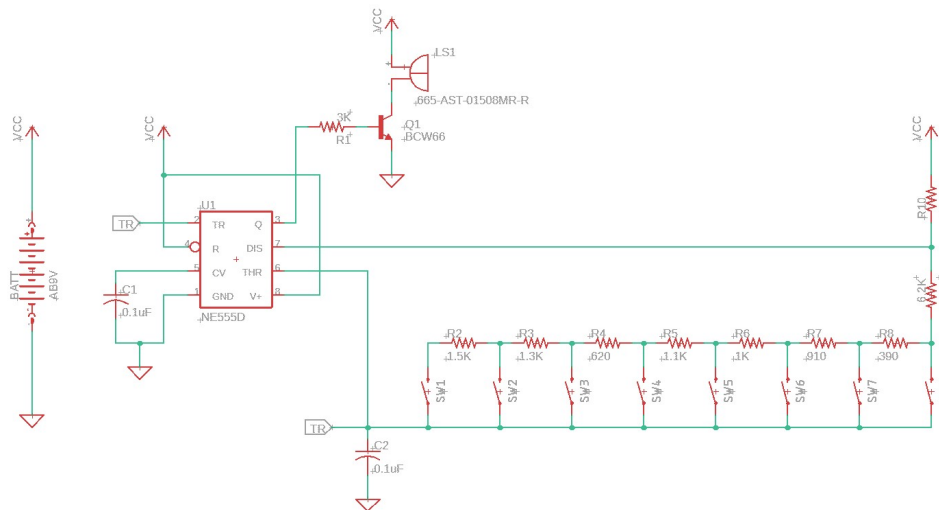 VCC
LS1
665-AST-01508MR-R
3K
R1
Q1
BCW66
VCC
VCC
VCC
R10
U1
TR
2
TR
Q
3
4
R
DIS
7
5
CV
THR
6
1
GND
V+
8
NE555D
C1
0.1uF
BATT
AB9V
6.2K
R2
R3
R4
R5
R6
R7
R8
1.5K
1.3K
620
1.1K
1K
910
390
SW1
SW2
SW3
SW4
SW5
SW6
SW7
TR
C2
0.1uF